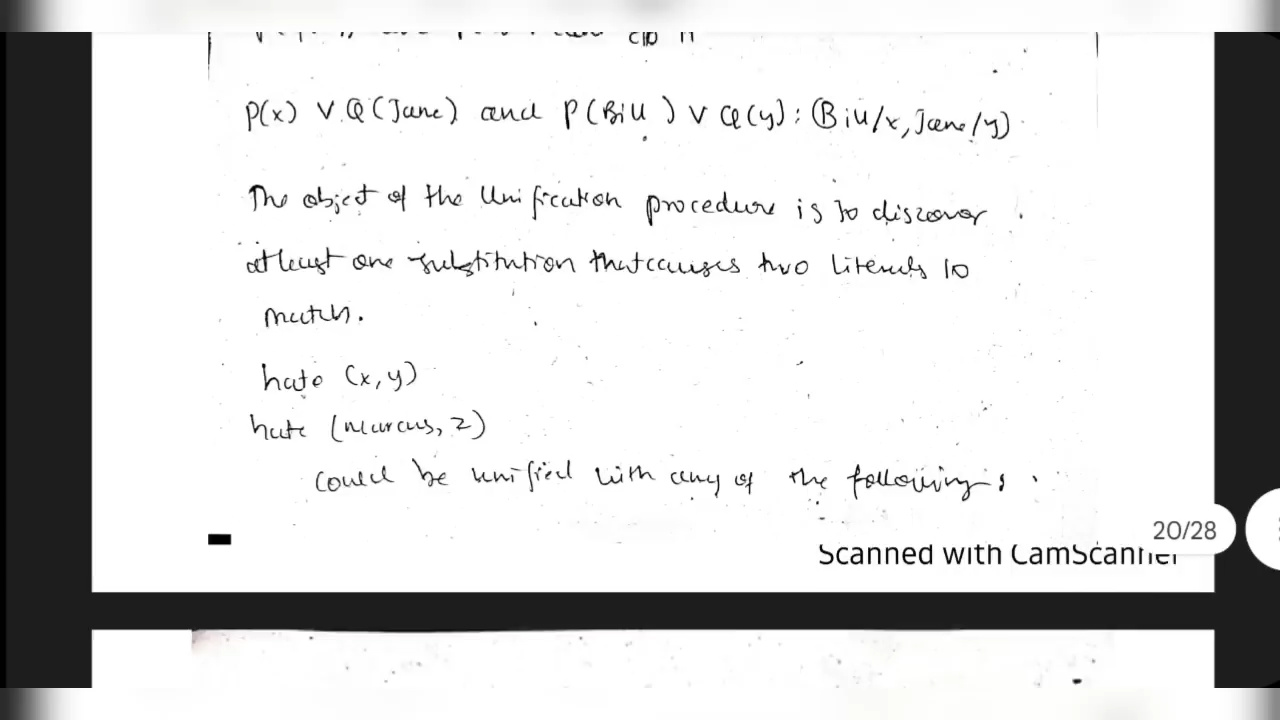 P(x) V Q(Jane) and P(Bill) V Q(y): (Bill/x, Jane/y)
The object of the Unification procedure is to discover
atleast one substitution that causes two literals to
match.
hate (x, y)
hate (marcus, z)
could be unified with any of the following:
20/28
Scanned with CamScanner